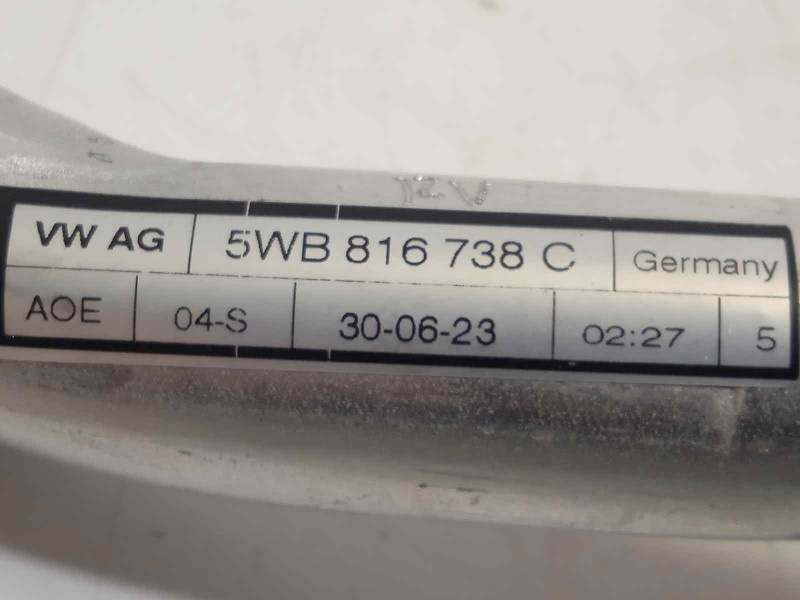 VW AG 5WB 816 738 C Germany
AOE 04-S 30-06-23 02:27 5